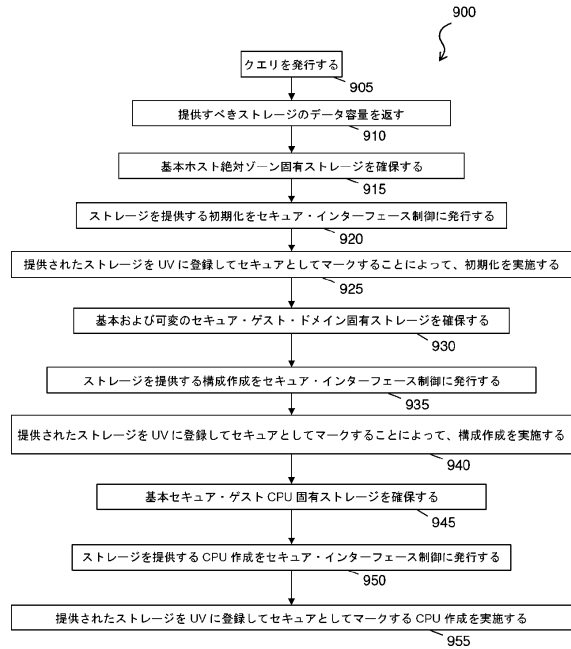 900
クエリを発行する
905
提供すべきストレージのデータ容量を返す
910
基本ホスト絶対ゾーン固有ストレージを確保する
915
ストレージを提供する初期化をセキュア・インターフェース制御に発行する
920
提供されたストレージを UV に登録してセキュアとしてマークすることによって、初期化を実施する
925
基本および可変のセキュア・ゲスト・ドメイン固有ストレージを確保する
930
ストレージを提供する構成作成をセキュア・インターフェース制御に発行する
935
提供されたストレージを UV に登録してセキュアとしてマークすることによって、構成作成を実施する
940
基本セキュア・ゲスト CPU 固有ストレージを確保する
945
ストレージを提供する CPU 作成をセキュア・インターフェース制御に発行する
950
提供されたストレージを UV に登録してセキュアとしてマークする CPU 作成を実施する
955